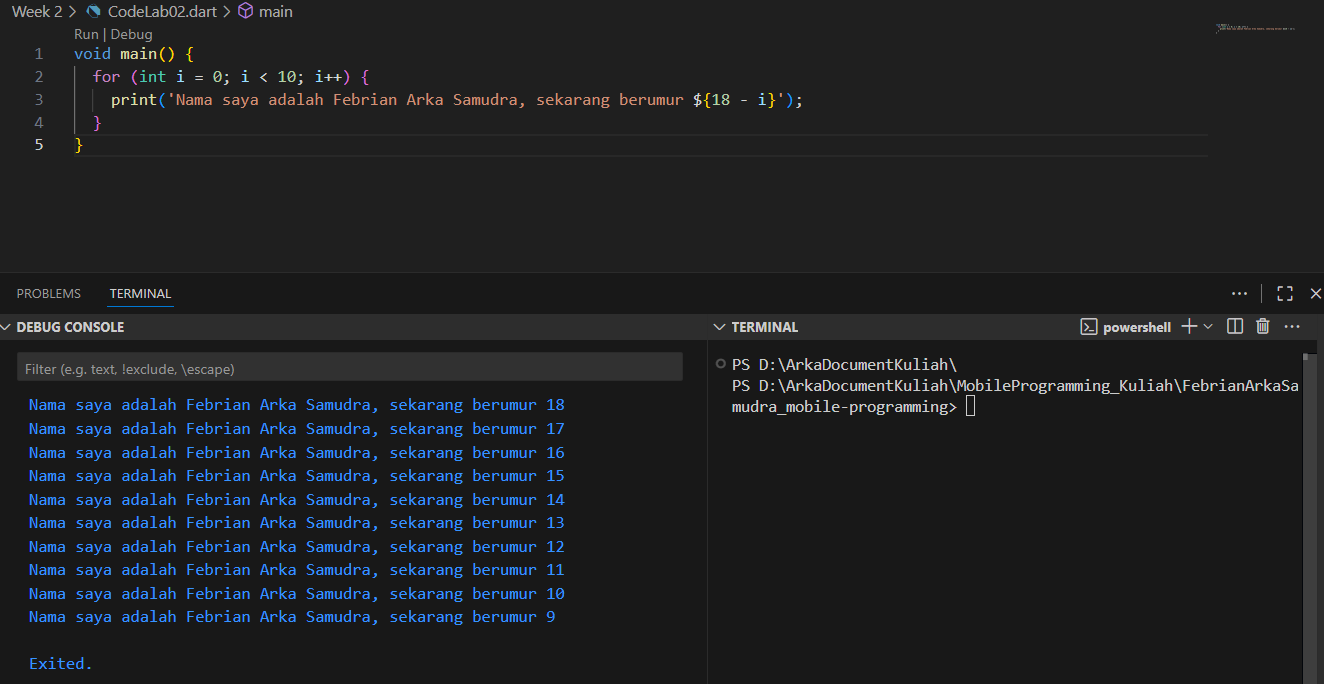 Week 2 > CodeLab02.dart > main
Run | Debug
1 void main() {
2 for (int i = 0; i < 10; i++) {
3 print('Nama saya adalah Febrian Arka Samudra, sekarang berumur ${18 - i}');
4 }
5 }
PROBLEMS TERMINAL
DEBUG CONSOLE
Filter (e.g. text, !exclude, \escape)
Nama saya adalah Febrian Arka Samudra, sekarang berumur 18
Nama saya adalah Febrian Arka Samudra, sekarang berumur 17
Nama saya adalah Febrian Arka Samudra, sekarang berumur 16
Nama saya adalah Febrian Arka Samudra, sekarang berumur 15
Nama saya adalah Febrian Arka Samudra, sekarang berumur 14
Nama saya adalah Febrian Arka Samudra, sekarang berumur 13
Nama saya adalah Febrian Arka Samudra, sekarang berumur 12
Nama saya adalah Febrian Arka Samudra, sekarang berumur 11
Nama saya adalah Febrian Arka Samudra, sekarang berumur 10
Nama saya adalah Febrian Arka Samudra, sekarang berumur 9
Exited.
TERMINAL
powershell
PS D:\ArkaDocumentKuliah\
PS D:\ArkaDocumentKuliah\MobileProgramming_Kuliah\FebrianArkaSa
mudra_mobile-programming>